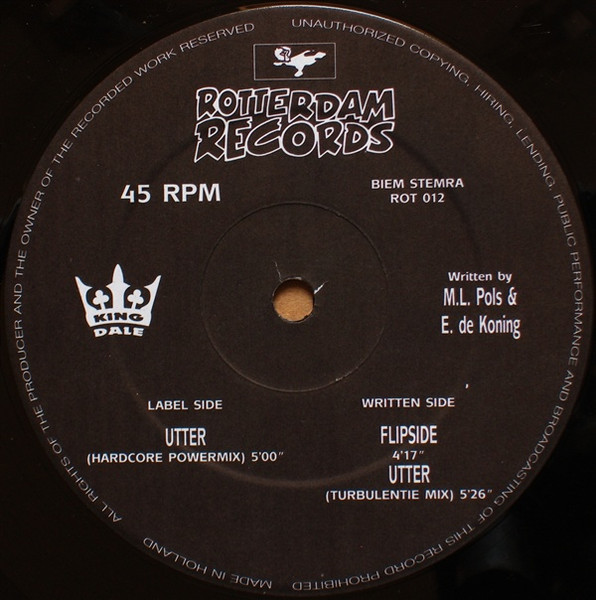 ALL RIGHTS OF THE PRODUCER AND THE OWNER OF THE RECORDED WORK RESERVED
UNAUTHORIZED COPYING, HIRING, LENDING, PUBLIC PERFORMANCE AND BROADCASTING OF THIS RECORD PROHIBITED
MADE IN HOLLAND
ROTTERDAM
RECORDS
45 RPM
BIEM STEMRA
ROT 012
KING
DALE
Written by
M.L. Pols &
E. de Koning
LABEL SIDE
UTTER
(HARDCORE POWERMIX) 5'00"
WRITTEN SIDE
FLIPSIDE
4'17"
UTTER
(TURBULENTIE MIX) 5'26"